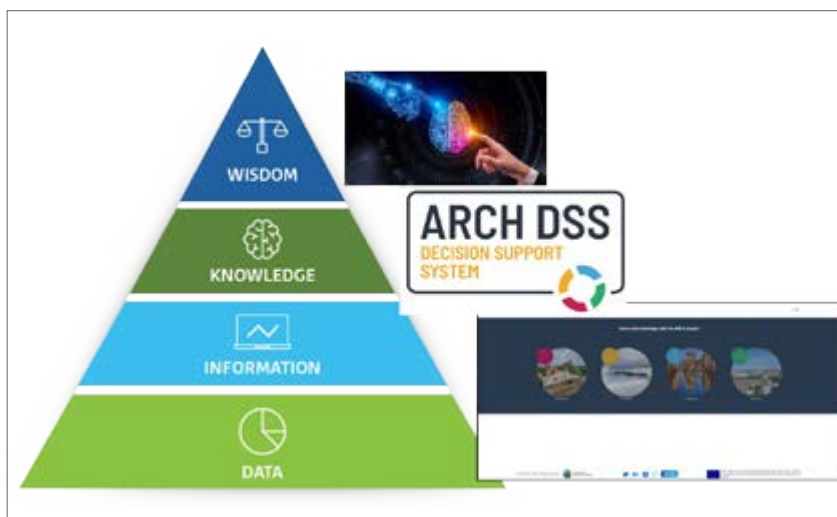 WISDOM
KNOWLEDGE
INFORMATION
DATA
ARCH DSS
DECISION SUPPORT
SYSTEM